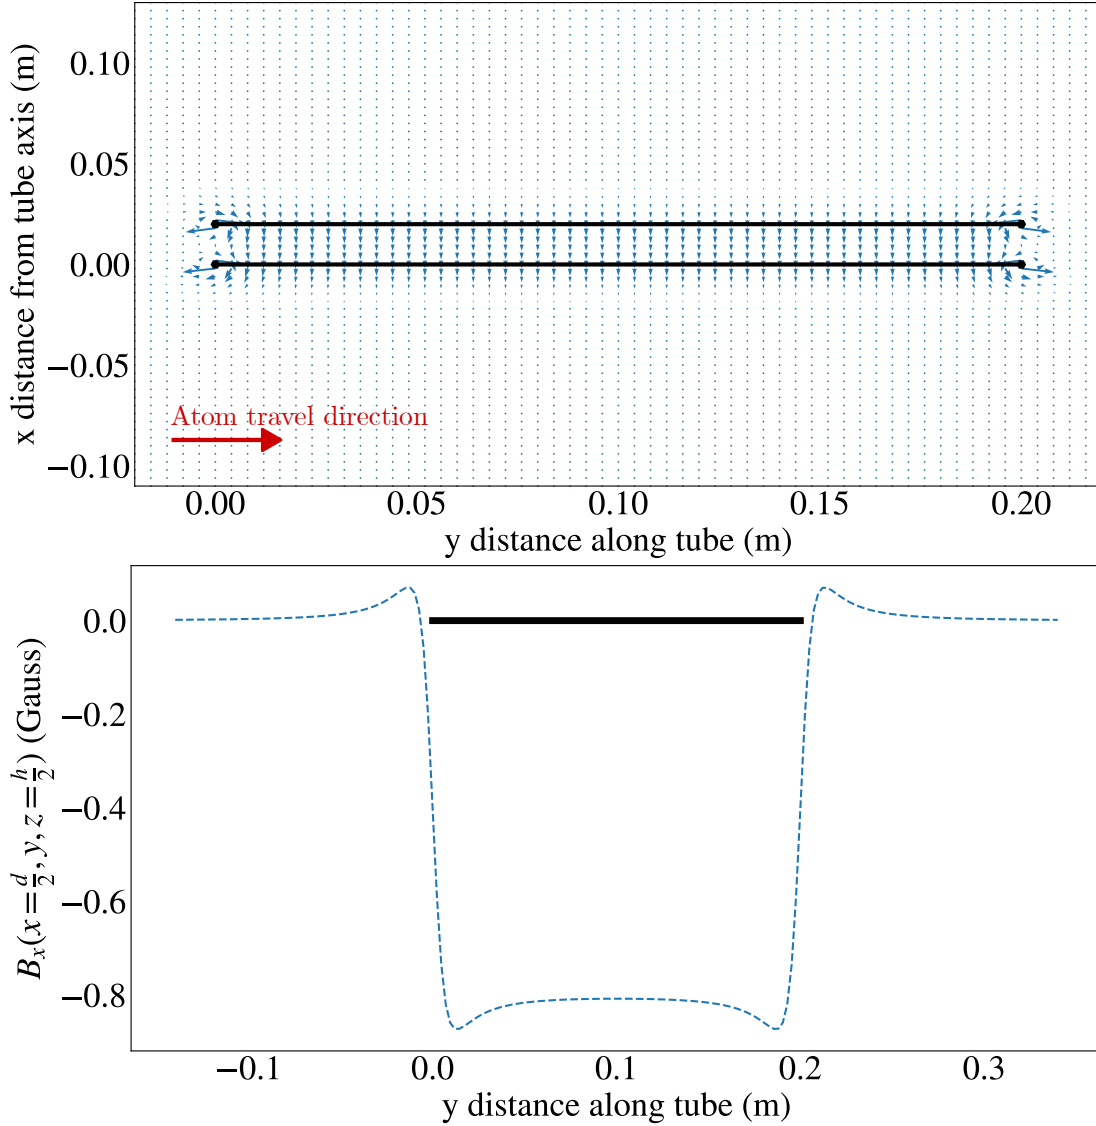 x distance from tube axis (m)
0.10
0.05
0.00
−0.05
−0.10
Atom travel direction
0.00 0.05 0.10 0.15 0.20
y distance along tube (m)
B_x(x = d/2, y, z = h/2) (Gauss)
0.0
−0.2
−0.4
−0.6
−0.8
−0.1 0.0 0.1 0.2 0.3
y distance along tube (m)